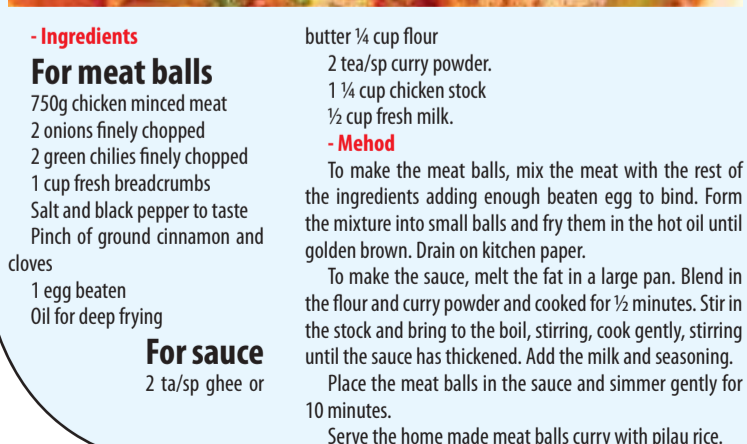 - Ingredients
For meat balls
750g chicken minced meat
2 onions finely chopped
2 green chilies finely chopped
1 cup fresh breadcrumbs
Salt and black pepper to taste
Pinch of ground cinnamon and
cloves
1 egg beaten
Oil for deep frying
For sauce
2 ta/sp ghee or
butter ¼ cup flour
2 tea/sp curry powder.
1 ¼ cup chicken stock
½ cup fresh milk.
- Mehod
To make the meat balls, mix the meat with the rest of
the ingredients adding enough beaten egg to bind. Form
the mixture into small balls and fry them in the hot oil until
golden brown. Drain on kitchen paper.
To make the sauce, melt the fat in a large pan. Blend in
the flour and curry powder and cooked for ½ minutes. Stir in
the stock and bring to the boil, stirring, cook gently, stirring
until the sauce has thickened. Add the milk and seasoning.
Place the meat balls in the sauce and simmer gently for
10 minutes.
Serve the home made meat balls curry with pilau rice.